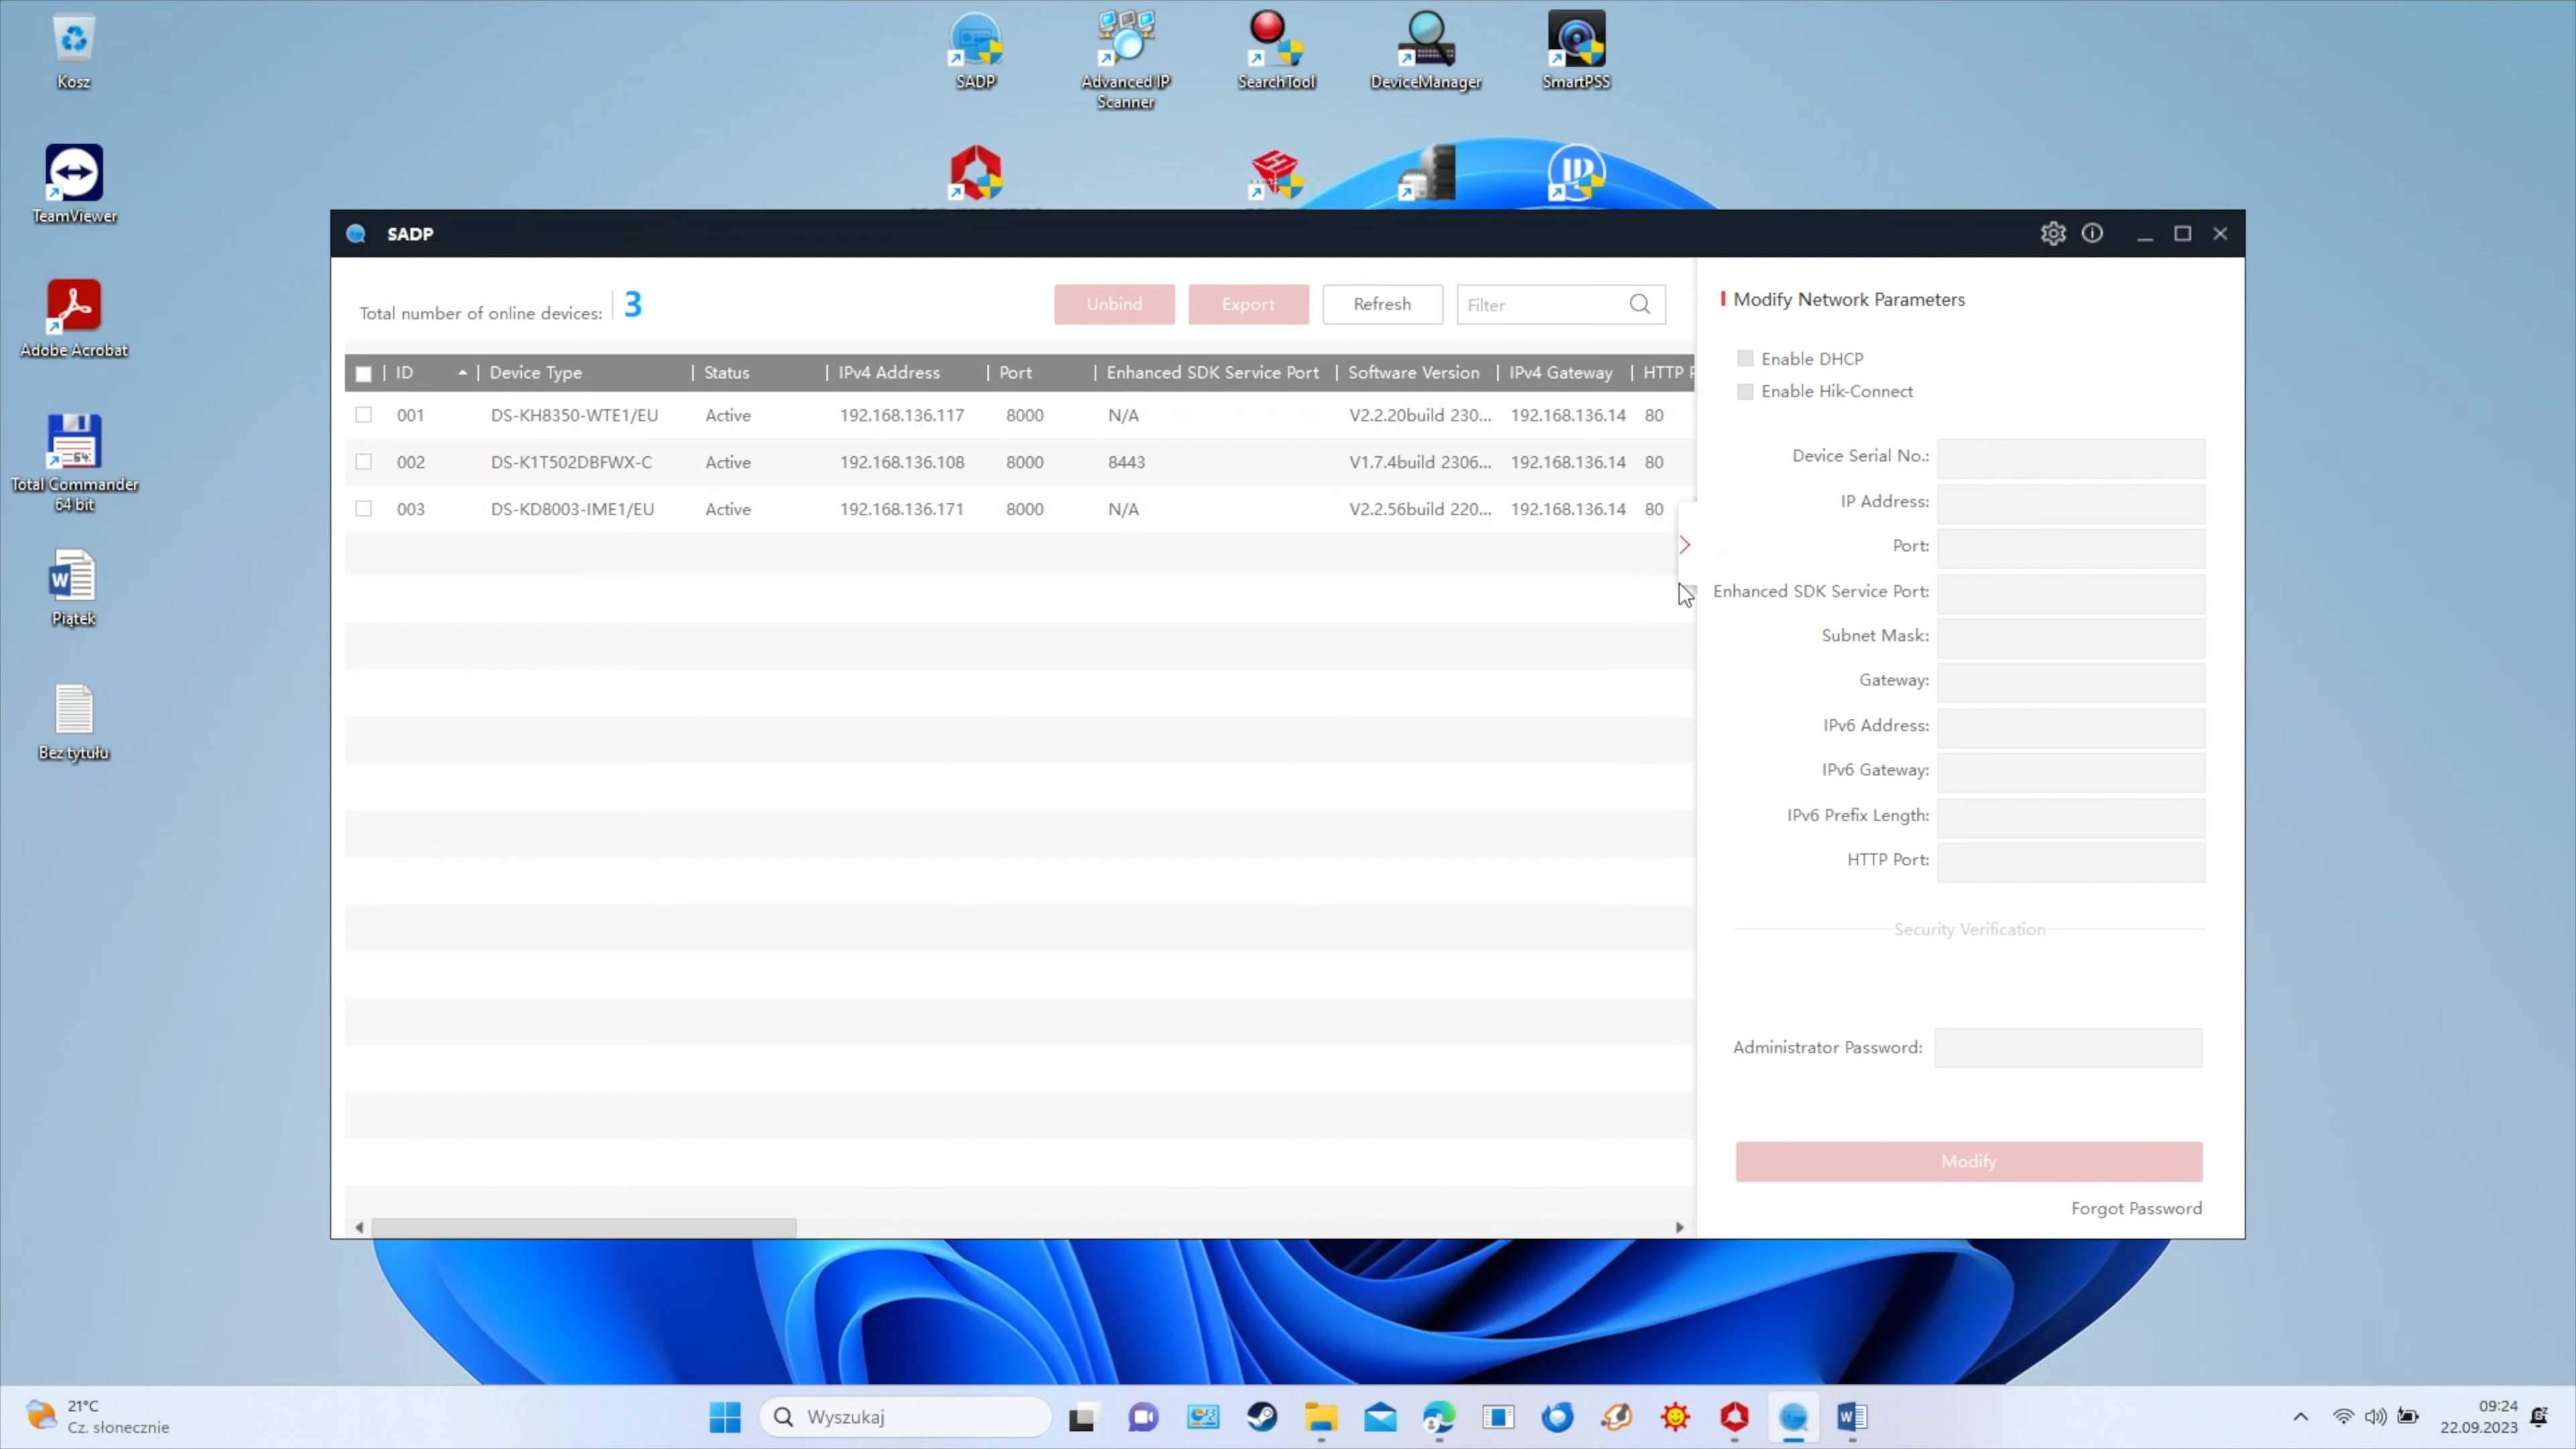 Kosz
SADP
Advanced IP
Scanner
SearchTool
DeviceManager
SmartPSS
TeamViewer
Adobe Acrobat
Total Commander
64 bit
Piątek
Bez tytułu
SADP
Total number of online devices: 3
Unbind
Export
Refresh
Filter
ID Device Type Status IPv4 Address Port Enhanced SDK Service Port Software Version IPv4 Gateway HTTP
001 DS-KH8350-WTE1/EU Active 192.168.136.117 8000 N/A V2.2.20build 230... 192.168.136.14 80
002 DS-K1T502DBFWX-C Active 192.168.136.108 8000 8443 V1.7.4build 2306... 192.168.136.14 80
003 DS-KD8003-IME1/EU Active 192.168.136.171 8000 N/A V2.2.56build 220... 192.168.136.14 80
Modify Network Parameters
Enable DHCP
Enable Hik-Connect
Device Serial No.:
IP Address:
Port:
Enhanced SDK Service Port:
Subnet Mask:
Gateway:
IPv6 Address:
IPv6 Gateway:
IPv6 Prefix Length:
HTTP Port:
Security Verification
Administrator Password:
Modify
Forgot Password
21°C
Cz. słonecznie
Wyszukaj
09:24
22.09.2023